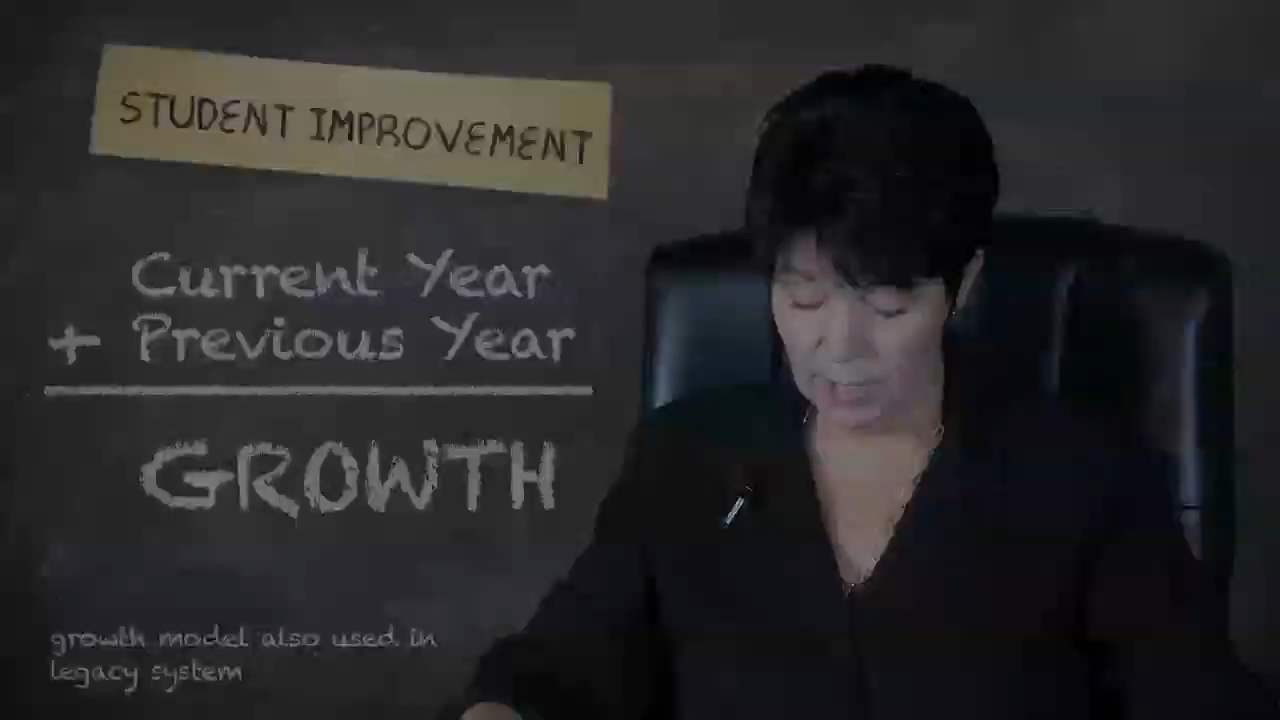 STUDENT IMPROVEMENT
Current Year
+ Previous Year
GROWTH
growth model also used in
legacy system